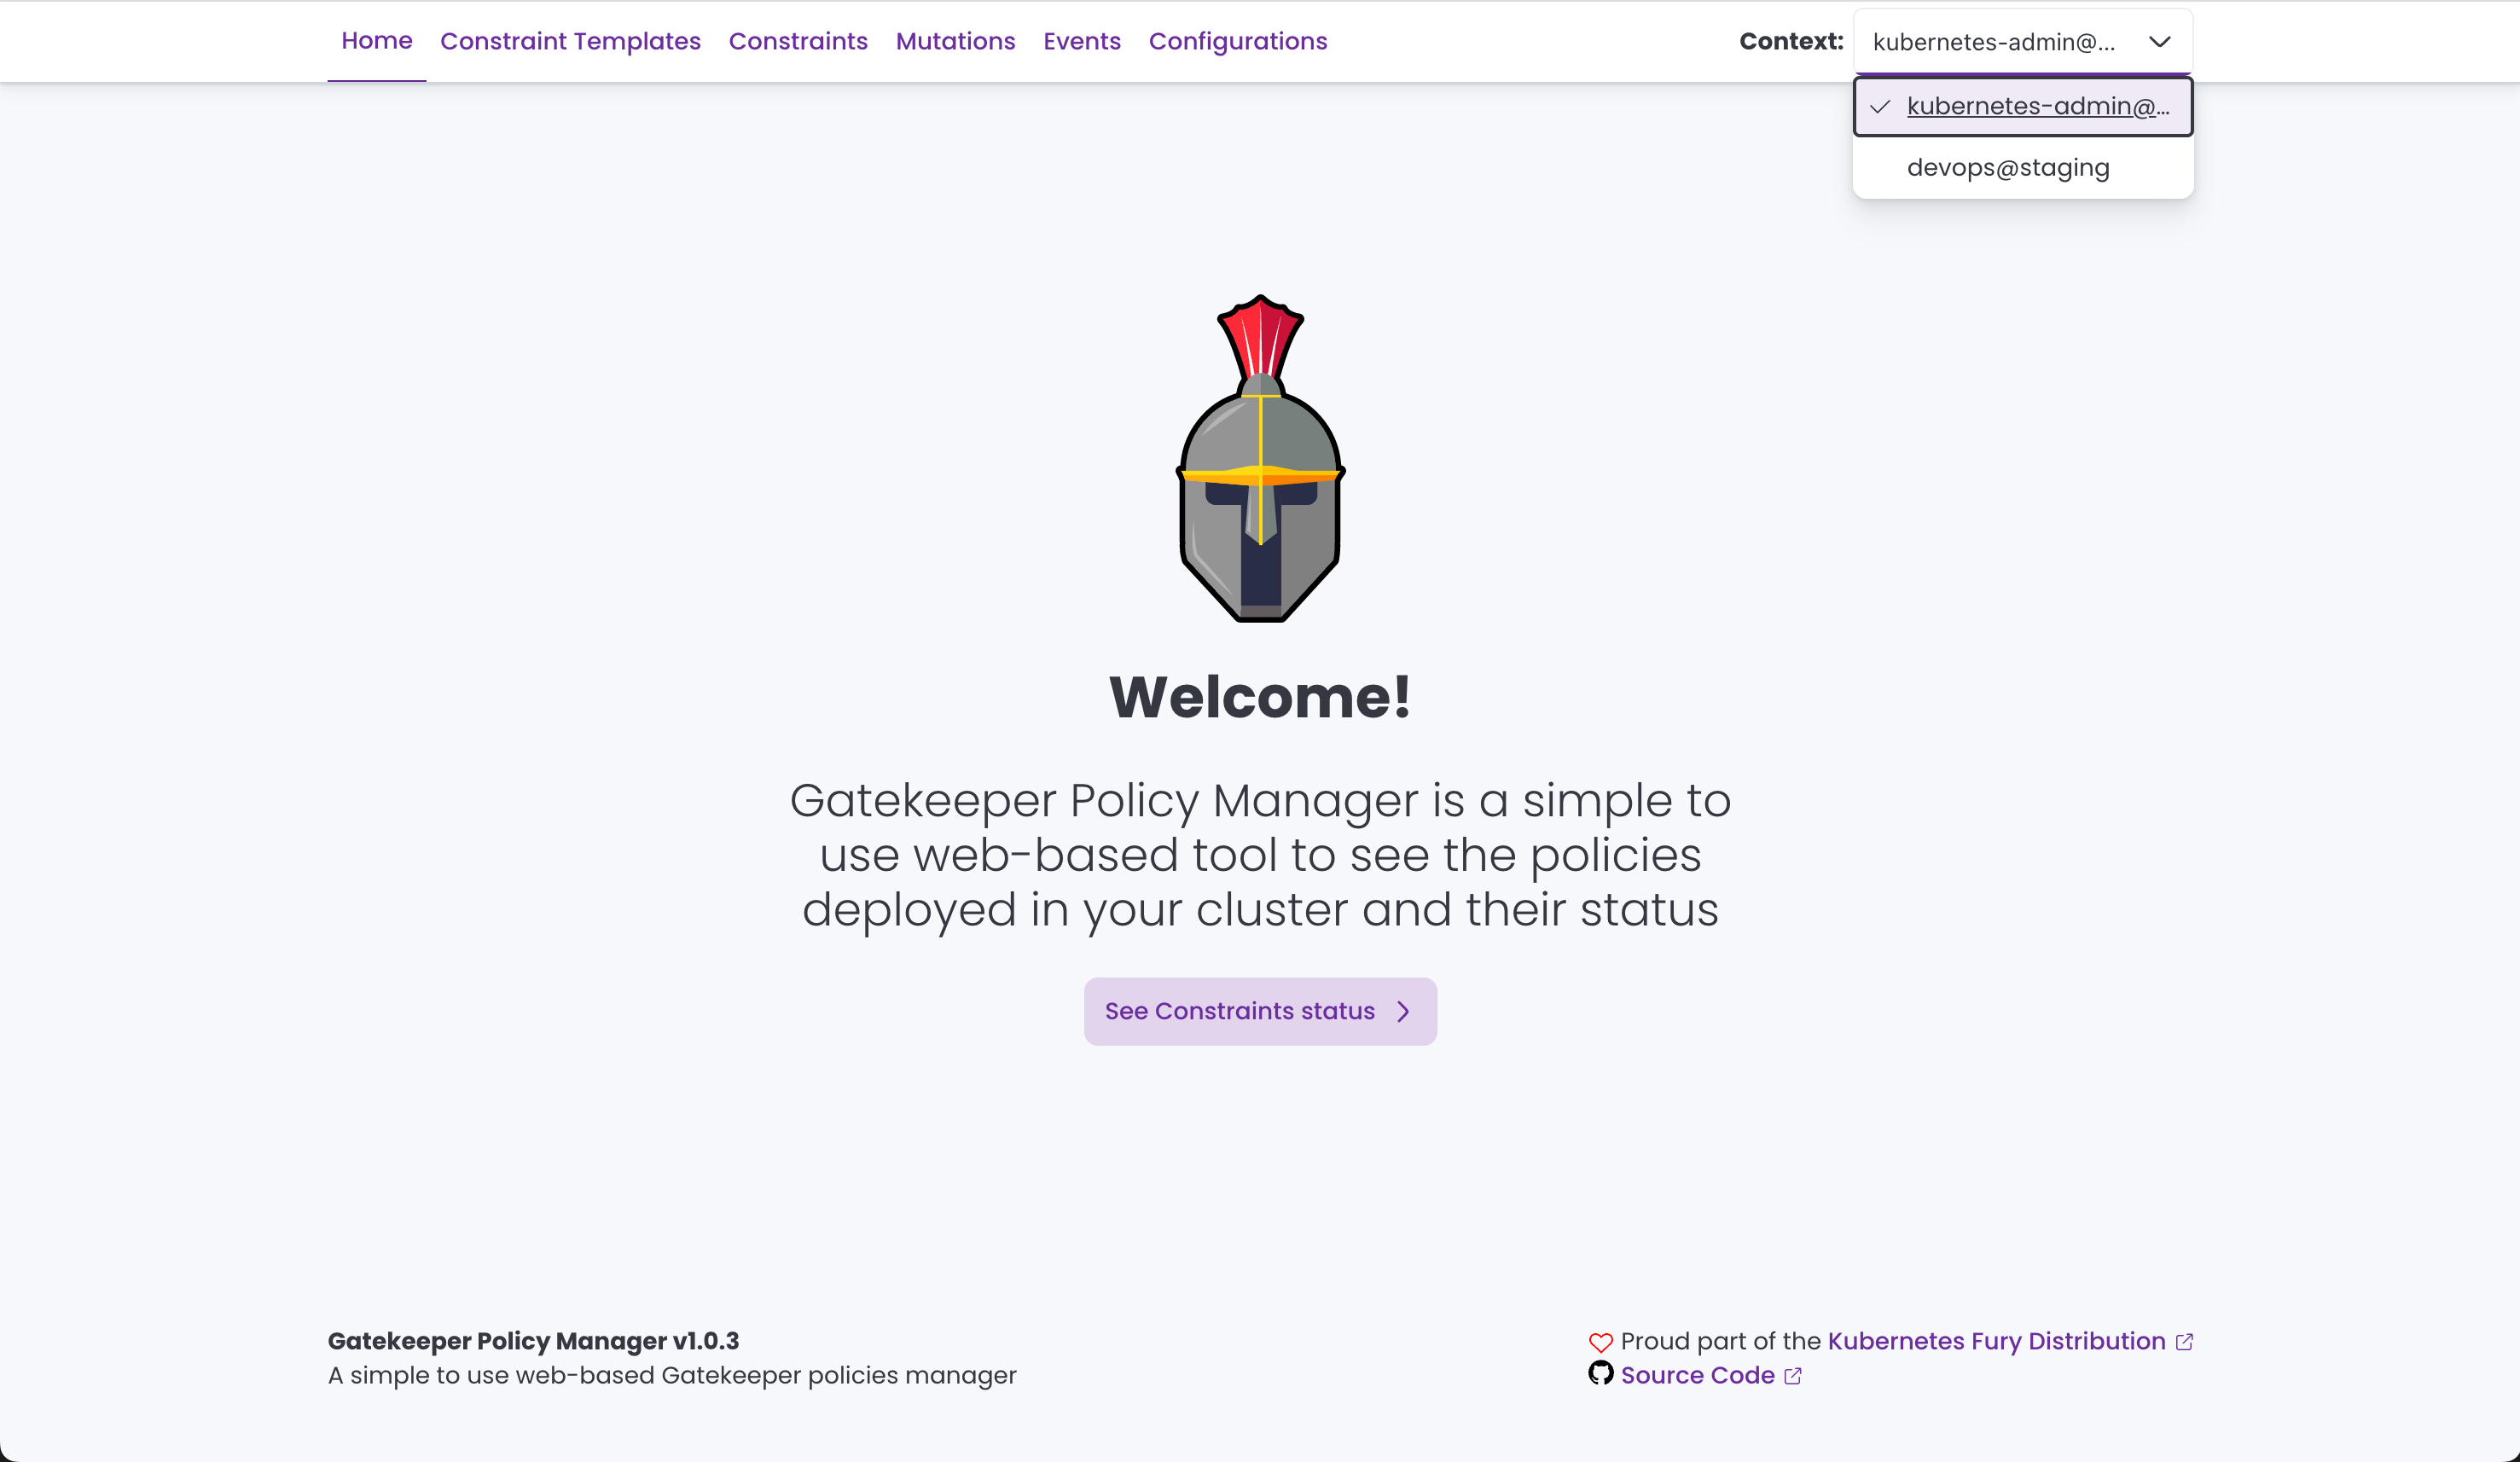 Home Constraint Templates Constraints Mutations Events Configurations Context: kubernetes-admin@...
kubernetes-admin@...
devops@staging
Welcome!
Gatekeeper Policy Manager is a simple to
use web-based tool to see the policies
deployed in your cluster and their status
See Constraints status
Gatekeeper Policy Manager v1.0.3
A simple to use web-based Gatekeeper policies manager
Proud part of the Kubernetes Fury Distribution
Source Code